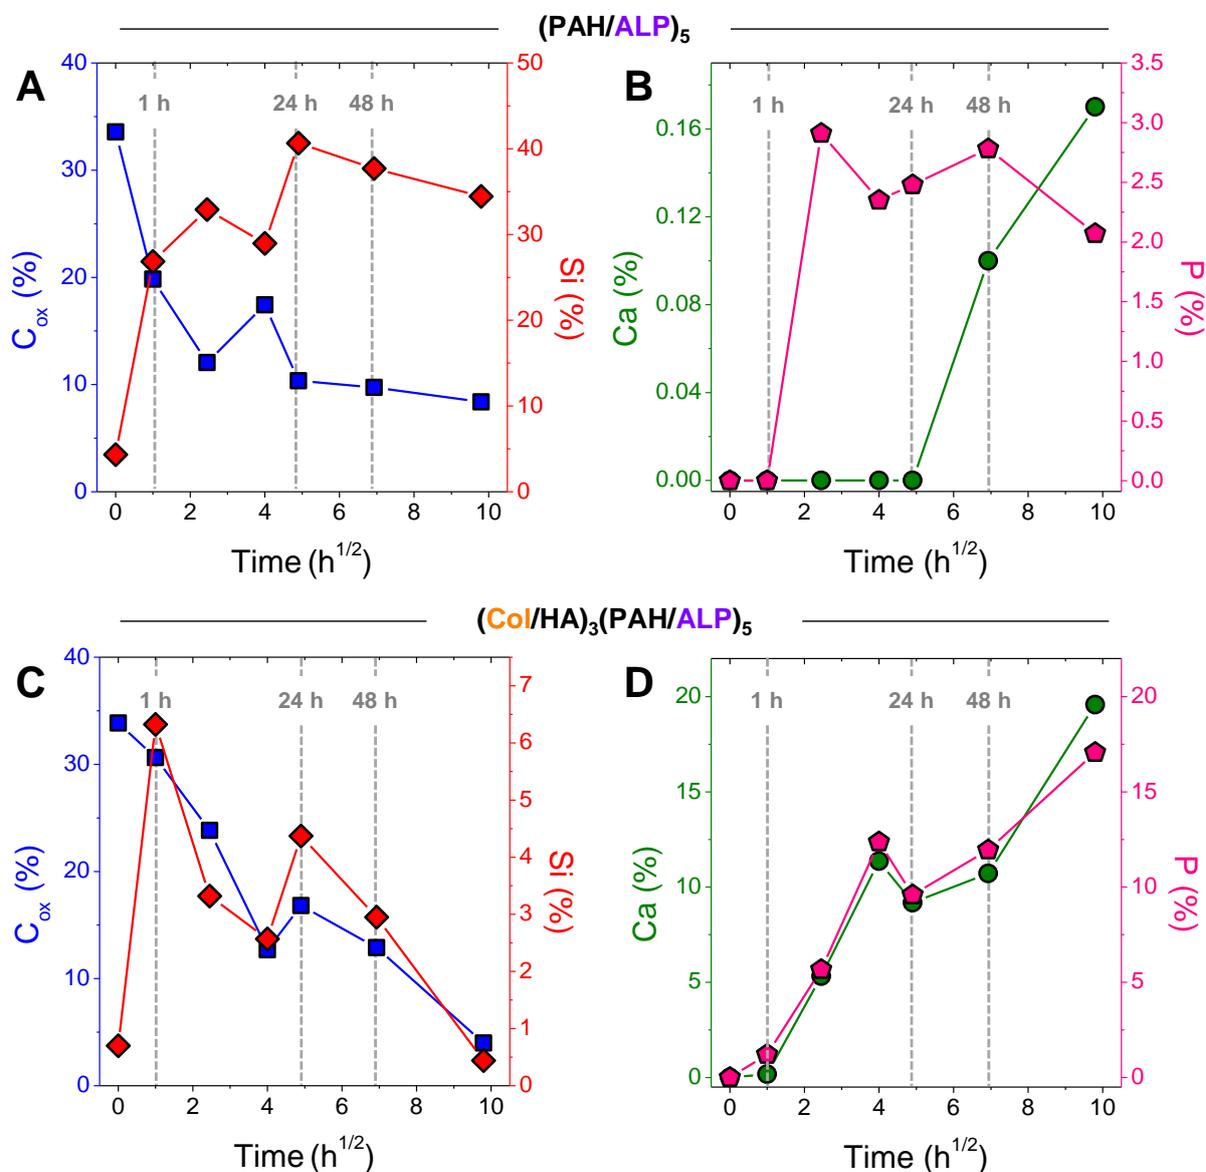 (PAH/ALP)5
A
40
30
20
10
0
Cox (%)
1 h
24 h
48 h
50
40
30
20
10
0
Si (%)
0 2 4 6 8 10
Time (h1/2)
B
0.16
0.12
0.08
0.04
0.00
Ca (%)
1 h
24 h
48 h
3.5
3.0
2.5
2.0
1.5
1.0
0.5
0.0
P (%)
0 2 4 6 8 10
Time (h1/2)
(Col/HA)3(PAH/ALP)5
C
40
30
20
10
0
Cox (%)
1 h
24 h
48 h
7
6
5
4
3
2
1
0
Si (%)
0 2 4 6 8 10
Time (h1/2)
D
20
15
10
5
0
Ca (%)
1 h
24 h
48 h
20
15
10
5
0
P (%)
0 2 4 6 8 10
Time (h1/2)